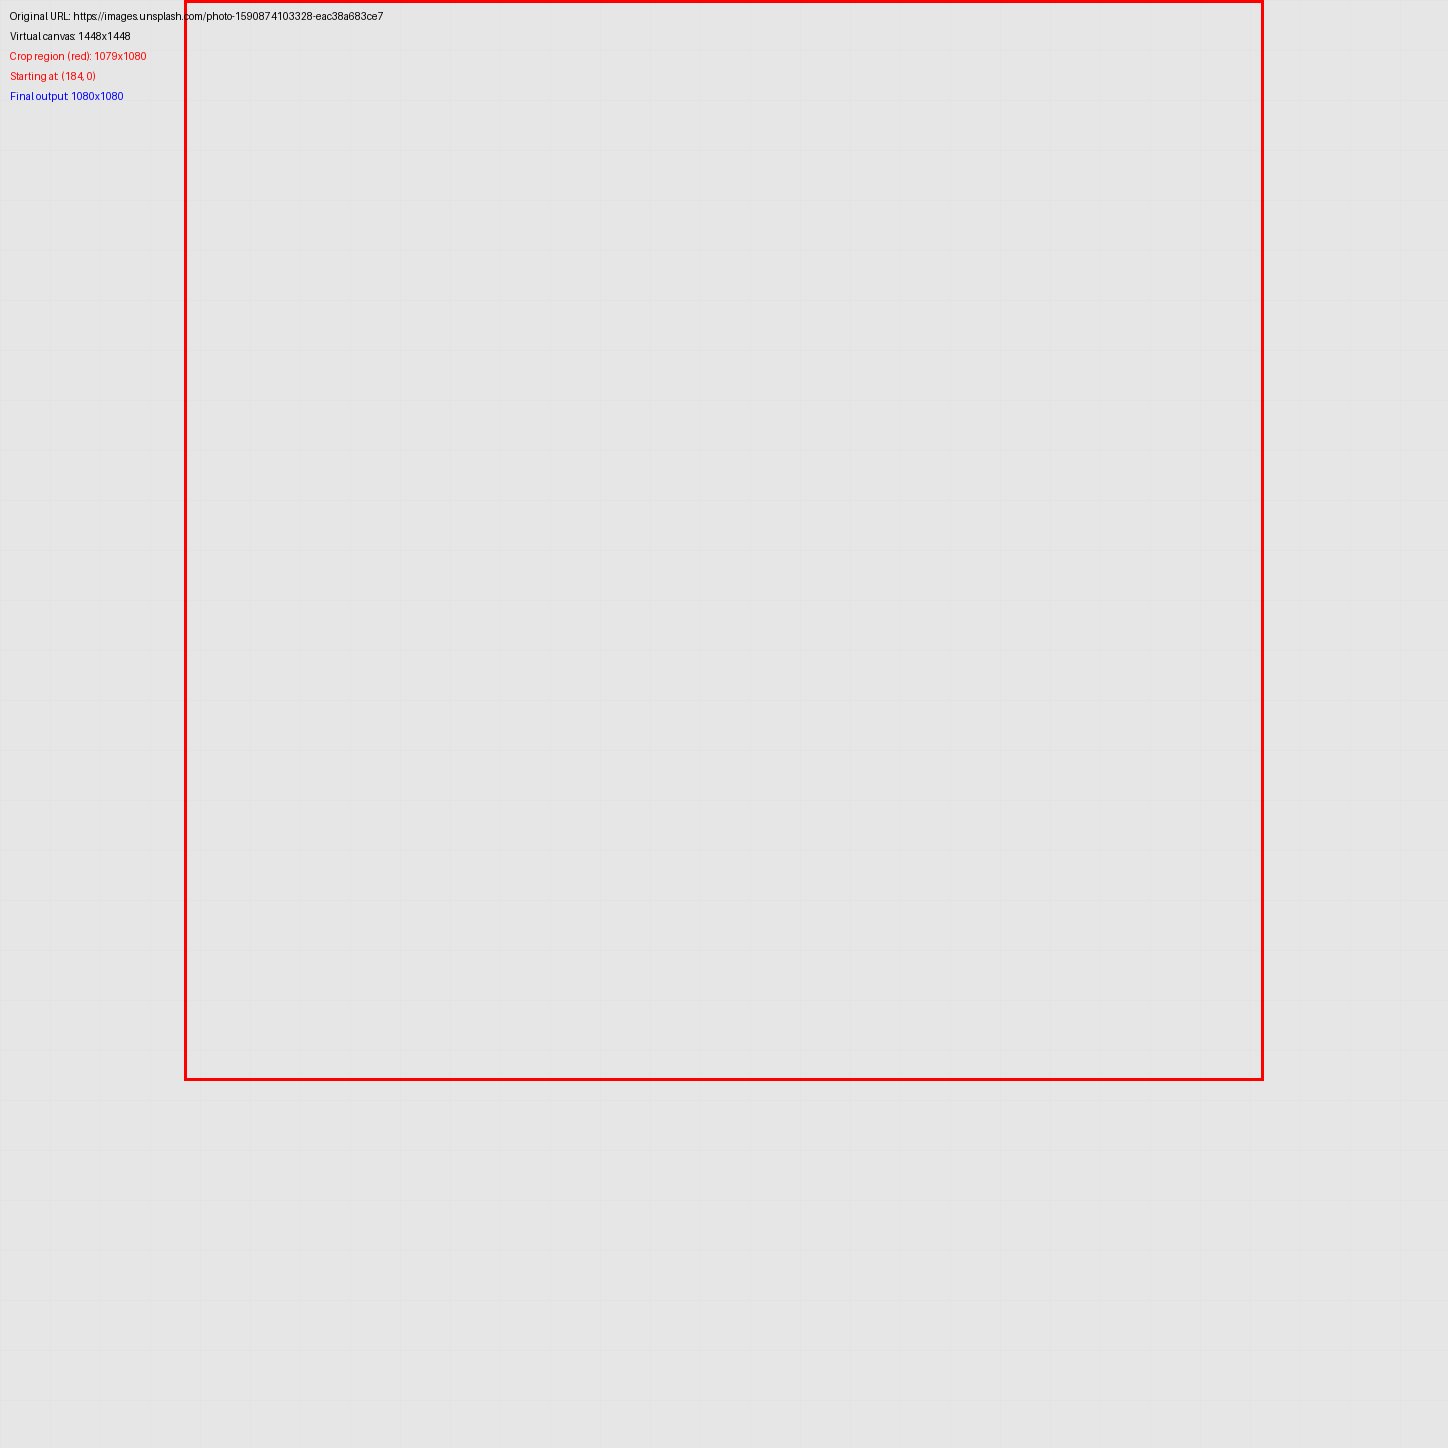 Original URL: https://images.unsplash.com/photo-1590874103328-eac38a683ce7
Virtual canvas: 1448x1448
Crop region (red): 1079x1080
Starting at: (184, 0)
Final output: 1080x1080